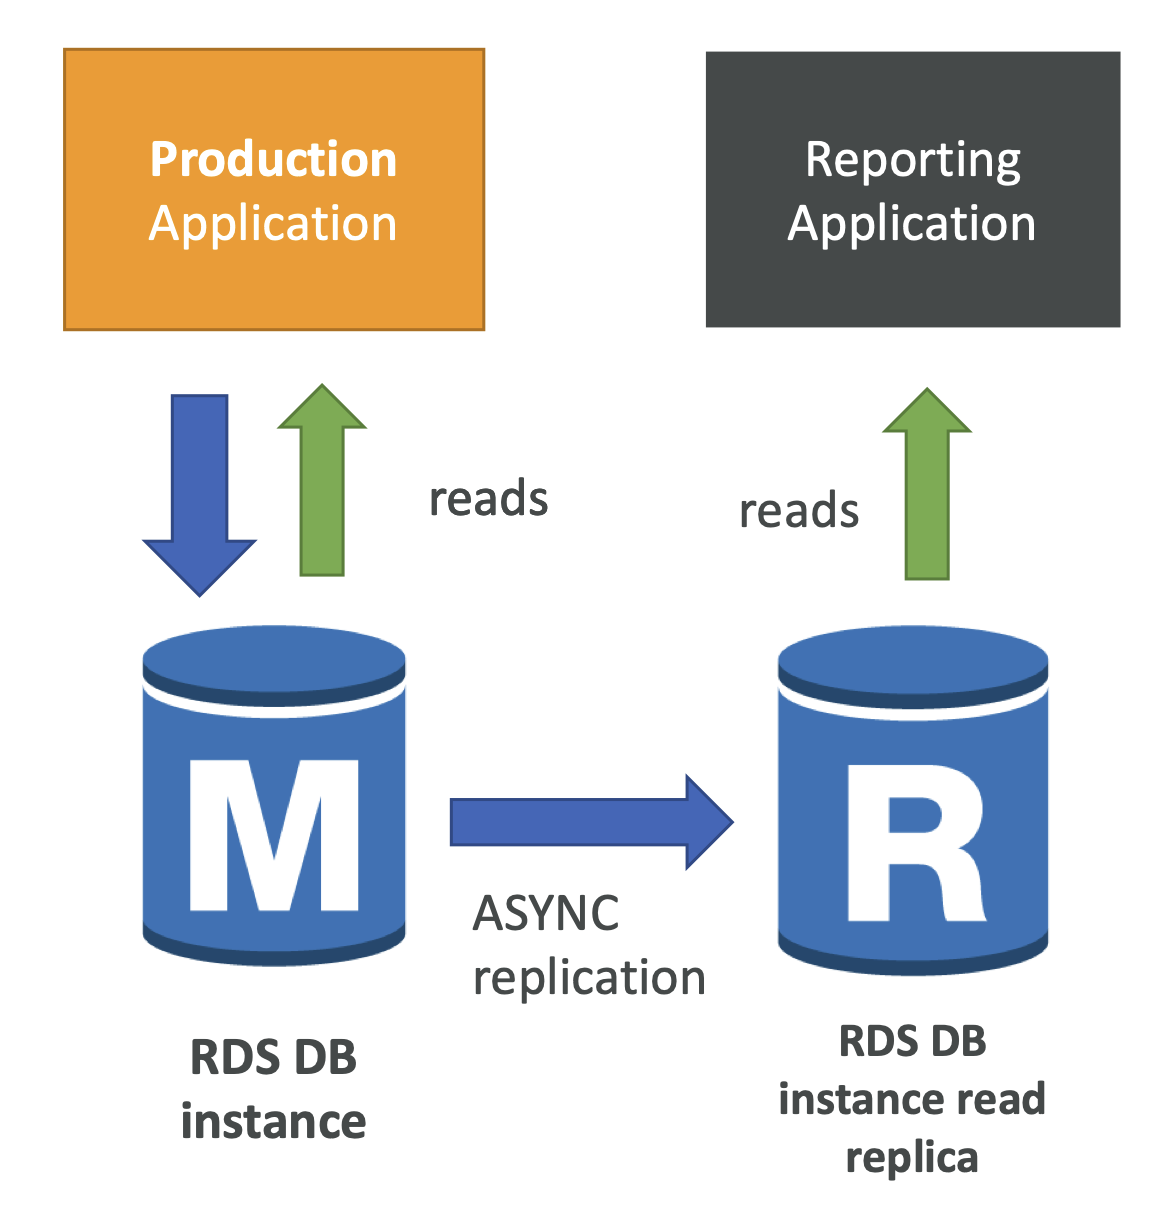 Production
Application
Reporting
Application
reads
reads
M
R
ASYNC
replication
RDS DB
instance
RDS DB
instance read
replica